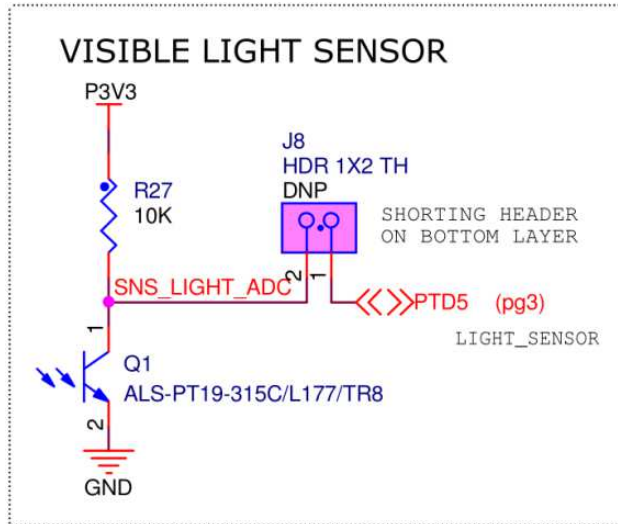 VISIBLE LIGHT SENSOR
P3V3
J8
HDR 1X2 TH
DNP
R27
10K
SHORTING HEADER
ON BOTTOM LAYER
2
1
SNS_LIGHT_ADC
PTD5 (pg3)
LIGHT_SENSOR
1
Q1
ALS-PT19-315C/L177/TR8
2
GND